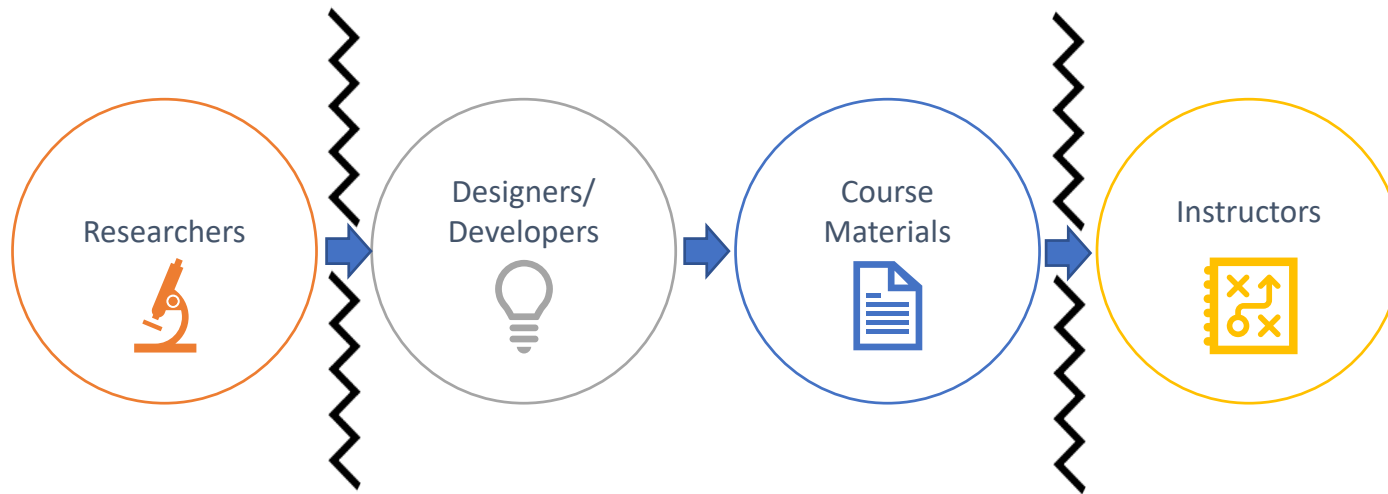 Researchers
Designers/
Developers
Course
Materials
Instructors